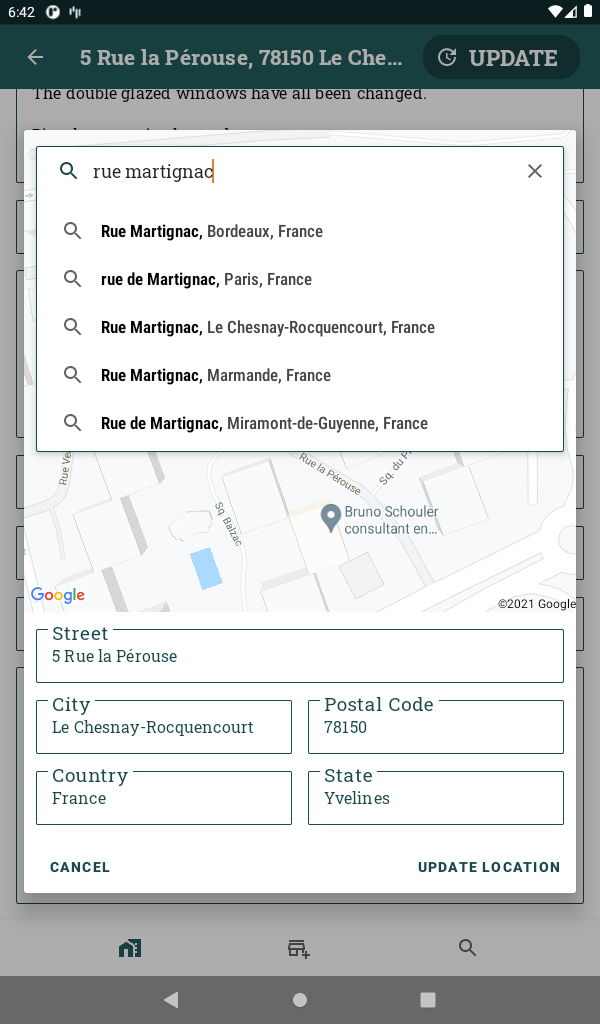 6:42
5 Rue la Pérouse, 78150 Le Che...
UPDATE
The double glazed windows have all been changed.
rue martignac
Rue Martignac, Bordeaux, France
rue de Martignac, Paris, France
Rue Martignac, Le Chesnay-Rocquencourt, France
Rue Martignac, Marmande, France
Rue de Martignac, Miramont-de-Guyenne, France
Rue la Pérouse
Sq. du
Sq. Balzac
Bruno Schouler
consultant en...
Google
©2021 Google
Street
5 Rue la Pérouse
City
Le Chesnay-Rocquencourt
Postal Code
78150
Country
France
State
Yvelines
CANCEL
UPDATE LOCATION